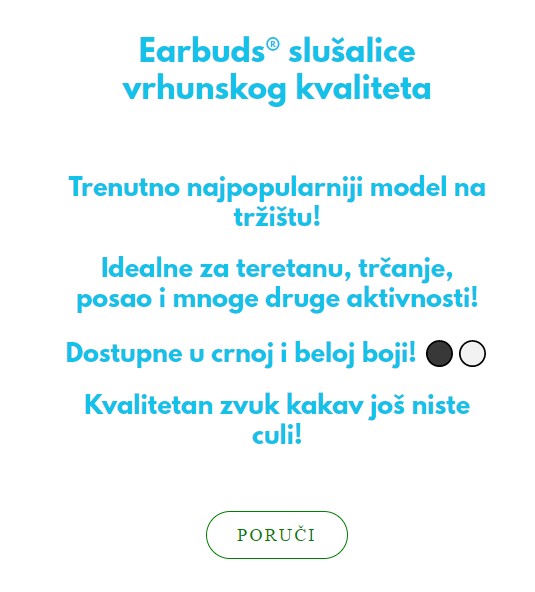 Earbuds® slušalice
vrhunskog kvaliteta
Trenutno najpopularniji model na
tržištu!
Idealne za teretanu, trčanje,
posao i mnoge druge aktivnosti!
Dostupne u crnoj i beloj boji!
Kvalitetan zvuk kakav još niste
culi!
PORUČI